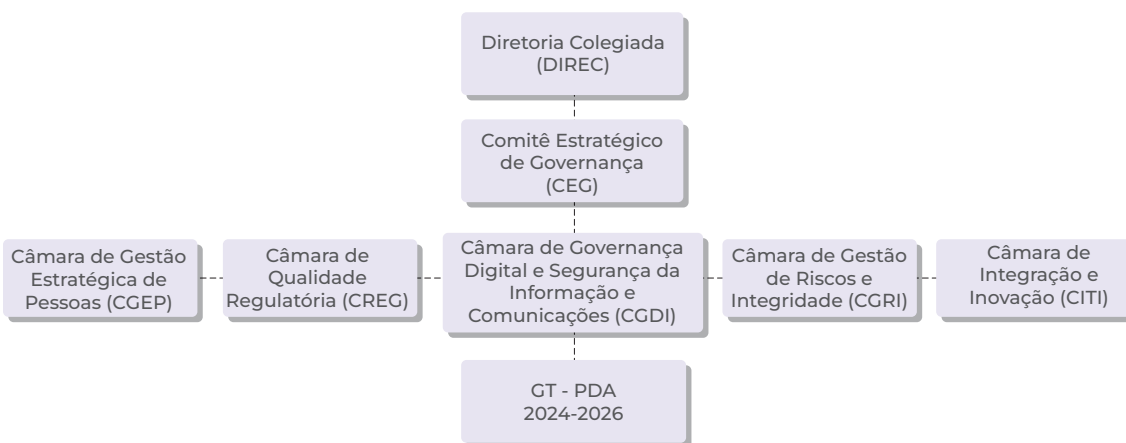 Diretoria Colegiada
(DIREC)
Comitê Estratégico
de Governança
(CEG)
Câmara de Gestão
Estratégica de
Pessoas (CGEP)
Câmara de
Qualidade
Regulatória (CREG)
Câmara de Governança
Digital e Segurança da
Informação e
Comunicações (CGDI)
Câmara de Gestão
de Riscos e
Integridade (CGRI)
Câmara de
Integração e
Inovação (CITI)
GT - PDA
2024-2026